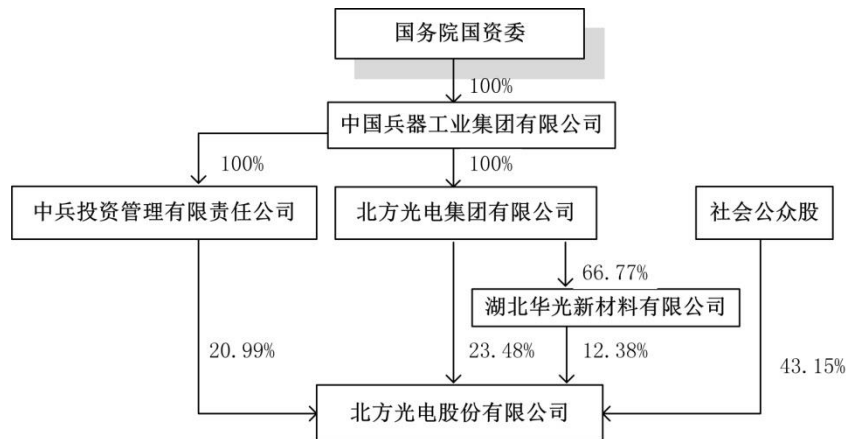 国务院国资委
100%
中国兵器工业集团有限公司
100%
100%
中兵投资管理有限责任公司
北方光电集团有限公司
社会公众股
66.77%
湖北华光新材料有限公司
20.99%
23.48%
12.38%
43.15%
北方光电股份有限公司